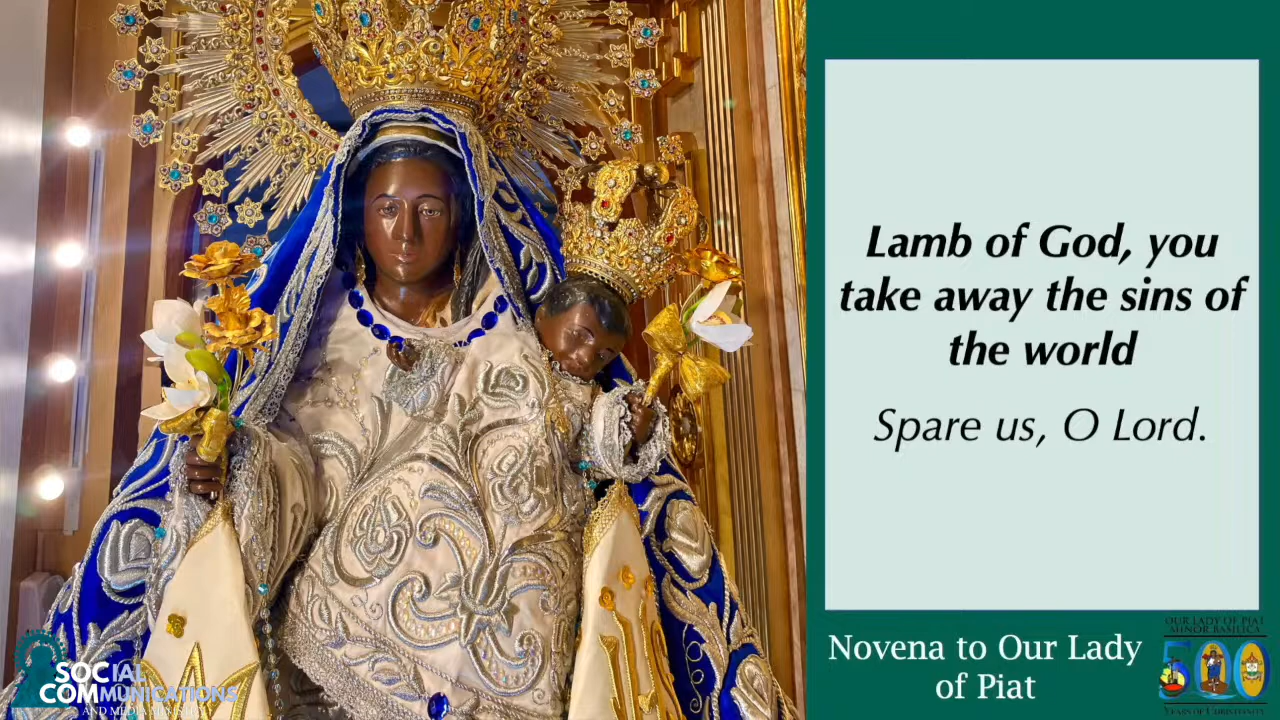 Lamb of God, you
take away the sins of
the world
Spare us, O Lord.
Novena to Our Lady
of Piat
OUR LADY OF PIAT
MINOR BASILICA
500
YEARS OF CHRISTIANITY
SOCIAL
COMMUNICATIONS
AND MEDIA MINISTRY